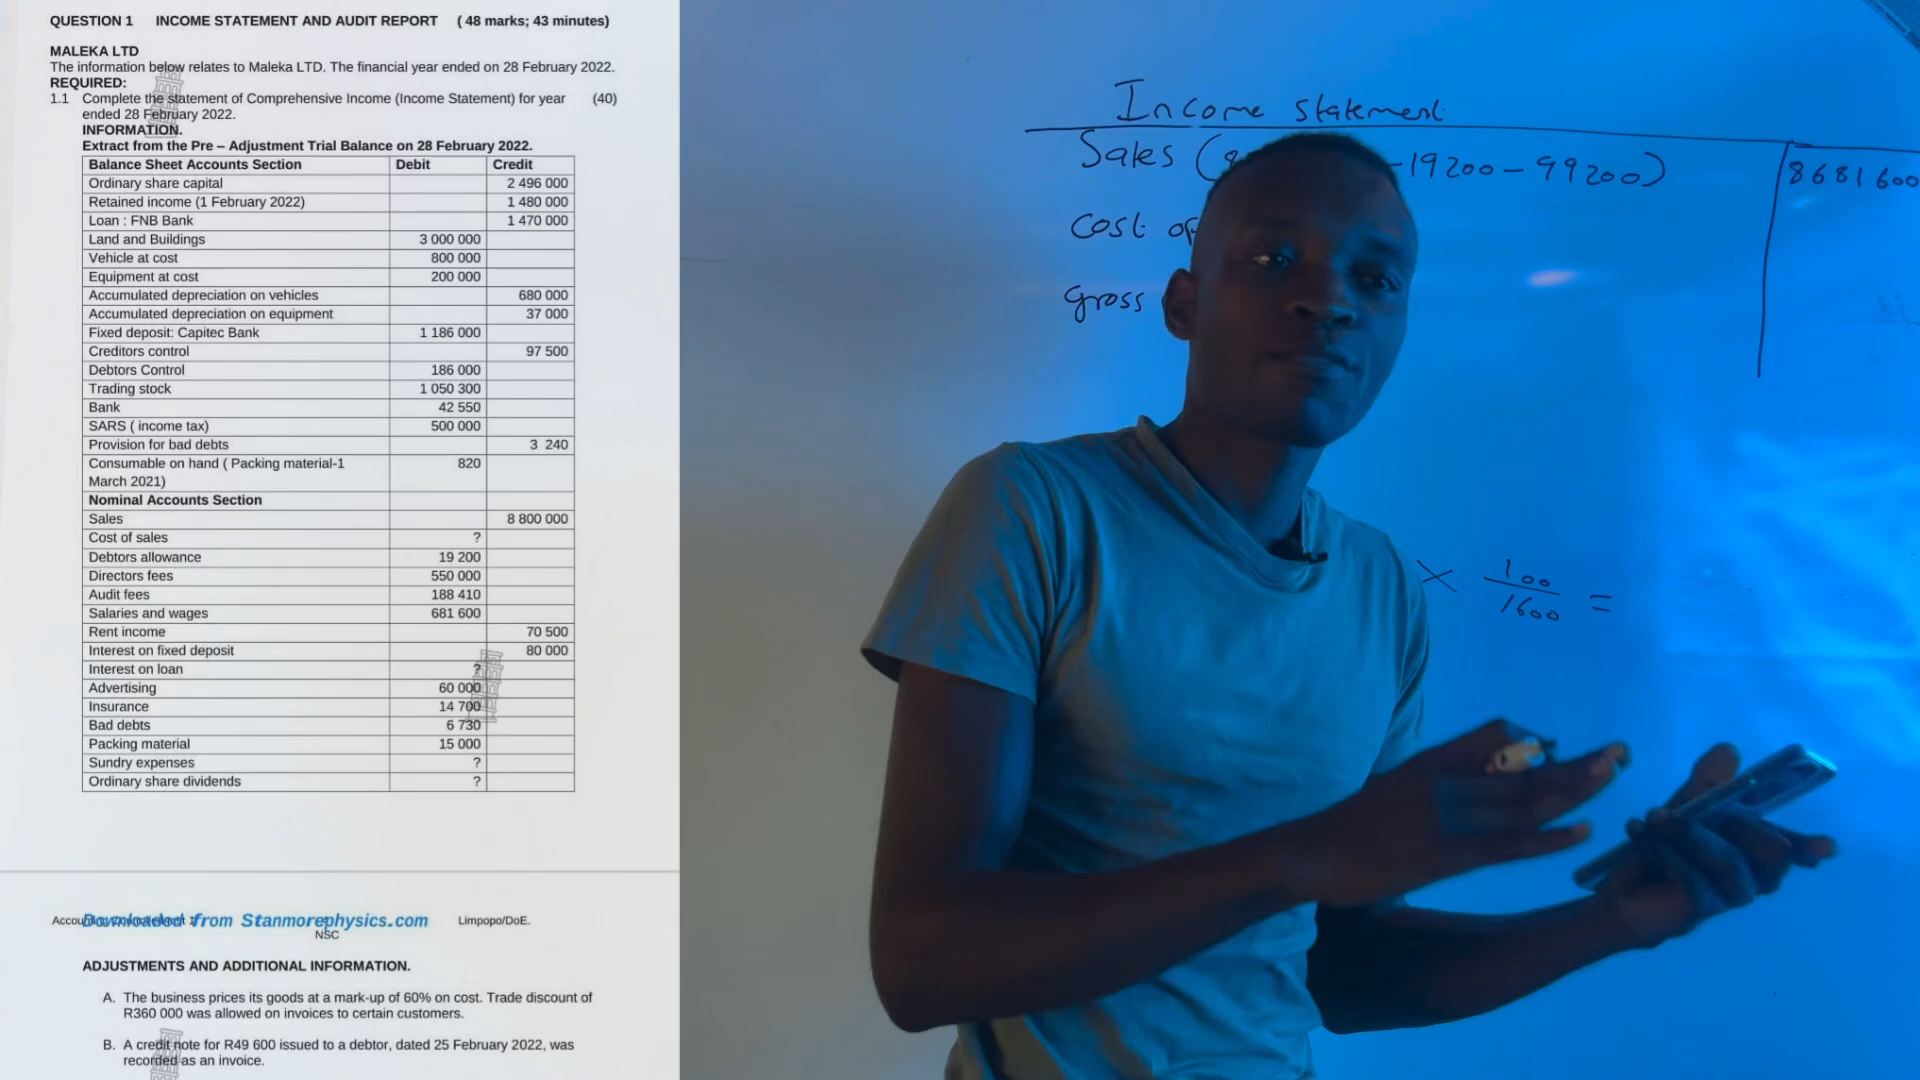 QUESTION 1 INCOME STATEMENT AND AUDIT REPORT ( 48 marks; 43 minutes)
MALEKA LTD
The information below relates to Maleka LTD. The financial year ended on 28 February 2022.
REQUIRED:
1.1 Complete the statement of Comprehensive Income (Income Statement) for year (40)
ended 28 February 2022.
INFORMATION.
Extract from the Pre – Adjustment Trial Balance on 28 February 2022.
Balance Sheet Accounts Section Debit Credit
Ordinary share capital 2 496 000
Retained income (1 February 2022) 1 480 000
Loan : FNB Bank 1 470 000
Land and Buildings 3 000 000
Vehicle at cost 800 000
Equipment at cost 200 000
Accumulated depreciation on vehicles 680 000
Accumulated depreciation on equipment 37 000
Fixed deposit: Capitec Bank 1 186 000
Creditors control 97 500
Debtors Control 186 000
Trading stock 1 050 300
Bank 42 550
SARS ( income tax) 500 000
Provision for bad debts 3 240
Consumable on hand ( Packing material-1 820
March 2021)
Nominal Accounts Section
Sales 8 800 000
Cost of sales ?
Debtors allowance 19 200
Directors fees 550 000
Audit fees 188 410
Salaries and wages 681 600
Rent income 70 500
Interest on fixed deposit 80 000
Interest on loan ?
Advertising 60 000
Insurance 14 700
Bad debts 6 730
Packing material 15 000
Sundry expenses ?
Ordinary share dividends ?
Downloaded from Stanmorephysics.com Limpopo/DoE.
NSC
ADJUSTMENTS AND ADDITIONAL INFORMATION.
A. The business prices its goods at a mark-up of 60% on cost. Trade discount of
R360 000 was allowed on invoices to certain customers.
B. A credit note for R49 600 issued to a debtor, dated 25 February 2022, was
recorded as an invoice.
Income statement
Sales (8 -19200-99200) 8681600
Cost of
gross
× 100
1600 =